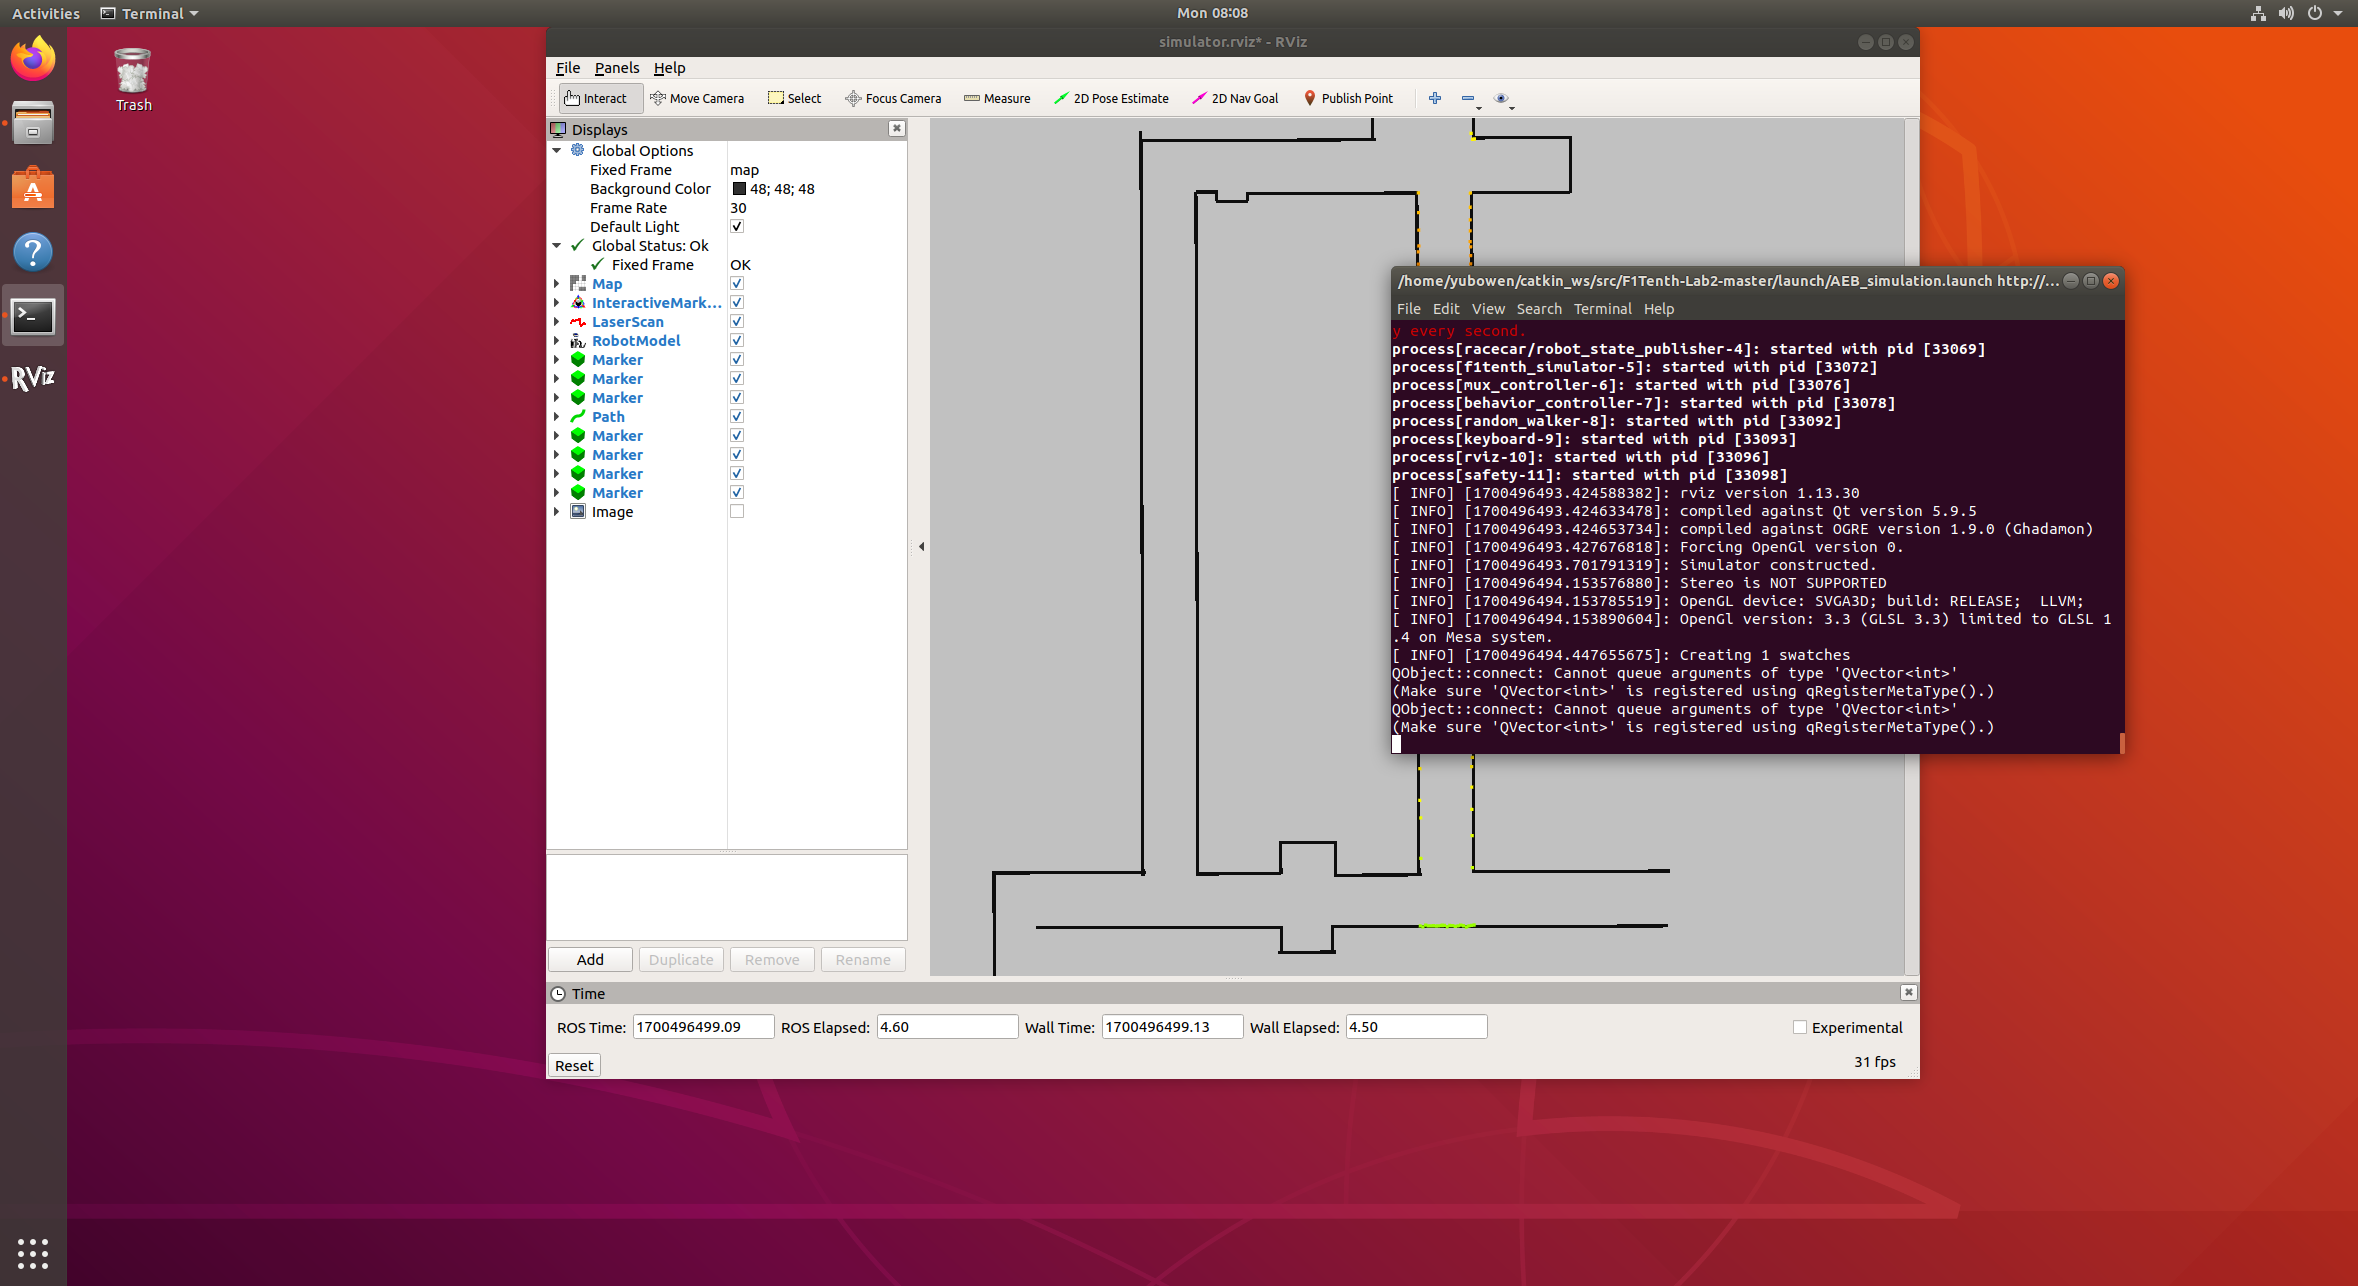 Activities
Terminal
Mon 08:08
Trash
simulator.rviz* - RViz
File Panels Help
Interact Move Camera Select Focus Camera Measure 2D Pose Estimate 2D Nav Goal Publish Point
Displays
Global Options
Fixed Frame map
Background Color 48; 48; 48
Frame Rate 30
Default Light
Global Status: Ok
Fixed Frame OK
Map
InteractiveMark...
LaserScan
RobotModel
Marker
Marker
Marker
Path
Marker
Marker
Marker
Marker
Image
Add Duplicate Remove Rename
/home/yubowen/catkin_ws/src/F1Tenth-Lab2-master/launch/AEB_simulation.launch http://...
File Edit View Search Terminal Help
y every second.
process[racecar/robot_state_publisher-4]: started with pid [33069]
process[f1tenth_simulator-5]: started with pid [33072]
process[mux_controller-6]: started with pid [33076]
process[behavior_controller-7]: started with pid [33078]
process[random_walker-8]: started with pid [33092]
process[keyboard-9]: started with pid [33093]
process[rviz-10]: started with pid [33096]
process[safety-11]: started with pid [33098]
[ INFO] [1700496493.424588382]: rviz version 1.13.30
[ INFO] [1700496493.424633478]: compiled against Qt version 5.9.5
[ INFO] [1700496493.424653734]: compiled against OGRE version 1.9.0 (Ghadamon)
[ INFO] [1700496493.427676818]: Forcing OpenGl version 0.
[ INFO] [1700496493.701791319]: Simulator constructed.
[ INFO] [1700496494.153576880]: Stereo is NOT SUPPORTED
[ INFO] [1700496494.153785519]: OpenGL device: SVGA3D; build: RELEASE;  LLVM;
[ INFO] [1700496494.153890604]: OpenGl version: 3.3 (GLSL 3.3) limited to GLSL 1
.4 on Mesa system.
[ INFO] [1700496494.447655675]: Creating 1 swatches
QObject::connect: Cannot queue arguments of type 'QVector<int>'
(Make sure 'QVector<int>' is registered using qRegisterMetaType().)
QObject::connect: Cannot queue arguments of type 'QVector<int>'
(Make sure 'QVector<int>' is registered using qRegisterMetaType().)
Time
ROS Time: 1700496499.09 ROS Elapsed: 4.60 Wall Time: 1700496499.13 Wall Elapsed: 4.50 Experimental
Reset 31 fps
RViz